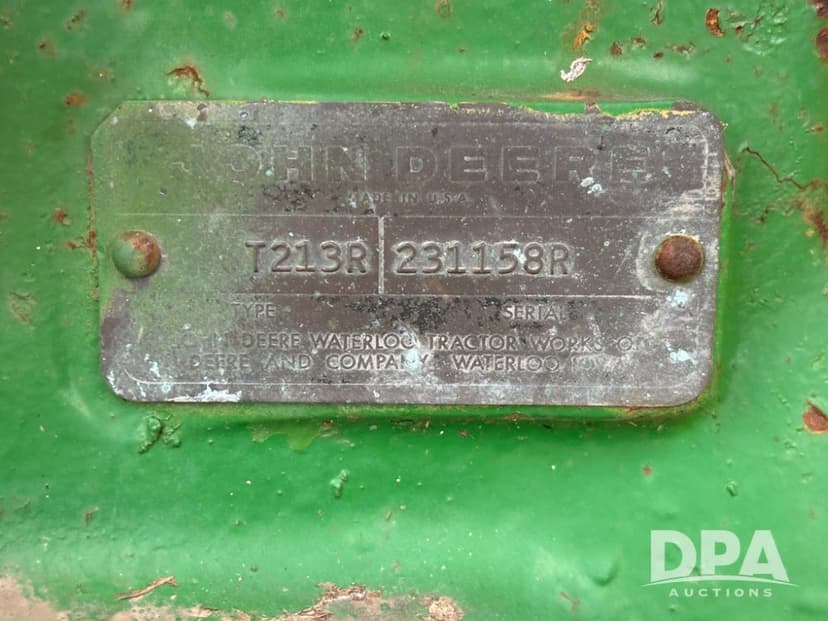 JOHN DEERE
MADE IN U.S.A.
T213R 231158R
TYPE SERIAL
JOHN DEERE WATERLOO TRACTOR WORKS OF
DEERE AND COMPANY WATERLOO IOWA
DPA
AUCTIONS